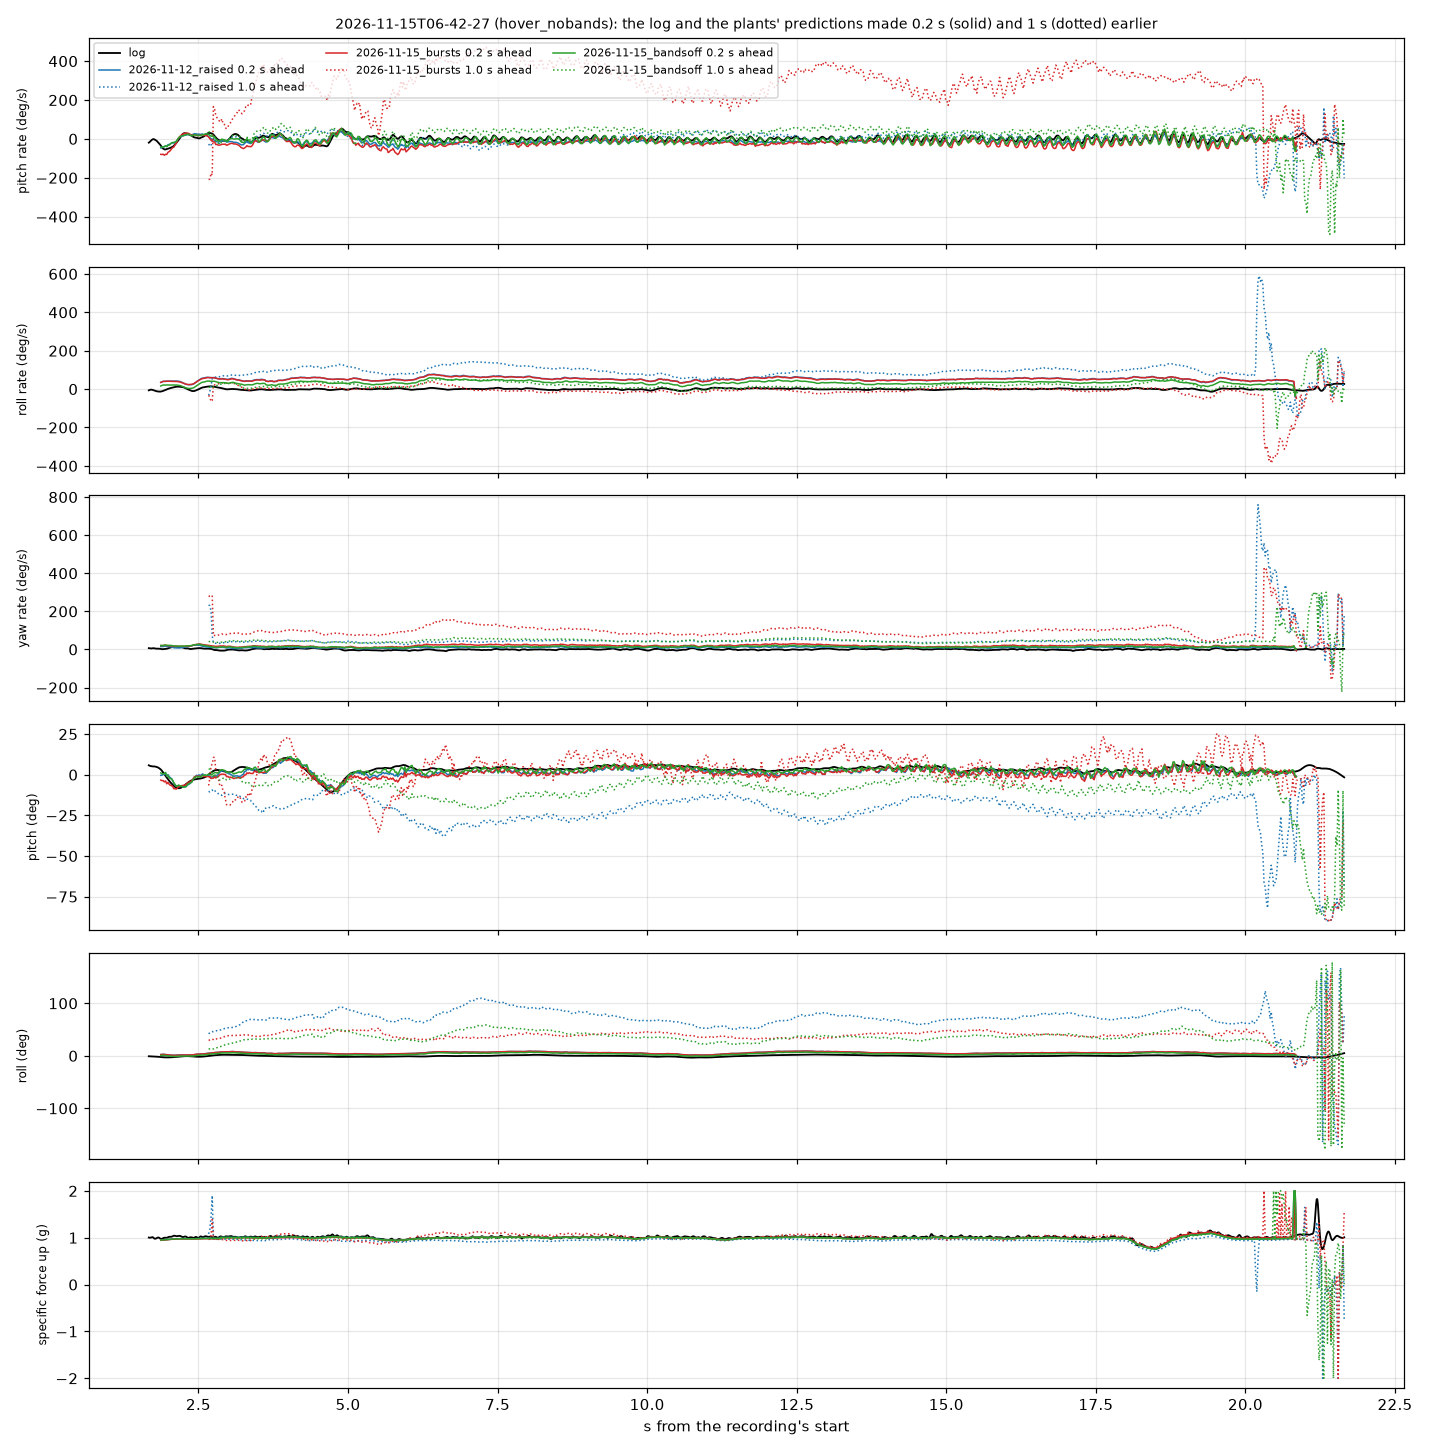 2026-11-15T06-42-27 (hover_nobands): the log and the plants' predictions made 0.2 s (solid) and 1 s (dotted) earlier
log
2026-11-12_raised 0.2 s ahead
2026-11-12_raised 1.0 s ahead
2026-11-15_bursts 0.2 s ahead
2026-11-15_bursts 1.0 s ahead
2026-11-15_bandsoff 0.2 s ahead
2026-11-15_bandsoff 1.0 s ahead
pitch rate (deg/s)
400
200
0
−200
−400
roll rate (deg/s)
600
400
200
0
−200
−400
yaw rate (deg/s)
800
600
400
200
0
−200
pitch (deg)
25
0
−25
−50
−75
roll (deg)
100
0
−100
specific force up (g)
2
1
0
−1
−2
2.5 5.0 7.5 10.0 12.5 15.0 17.5 20.0 22.5
s from the recording's start